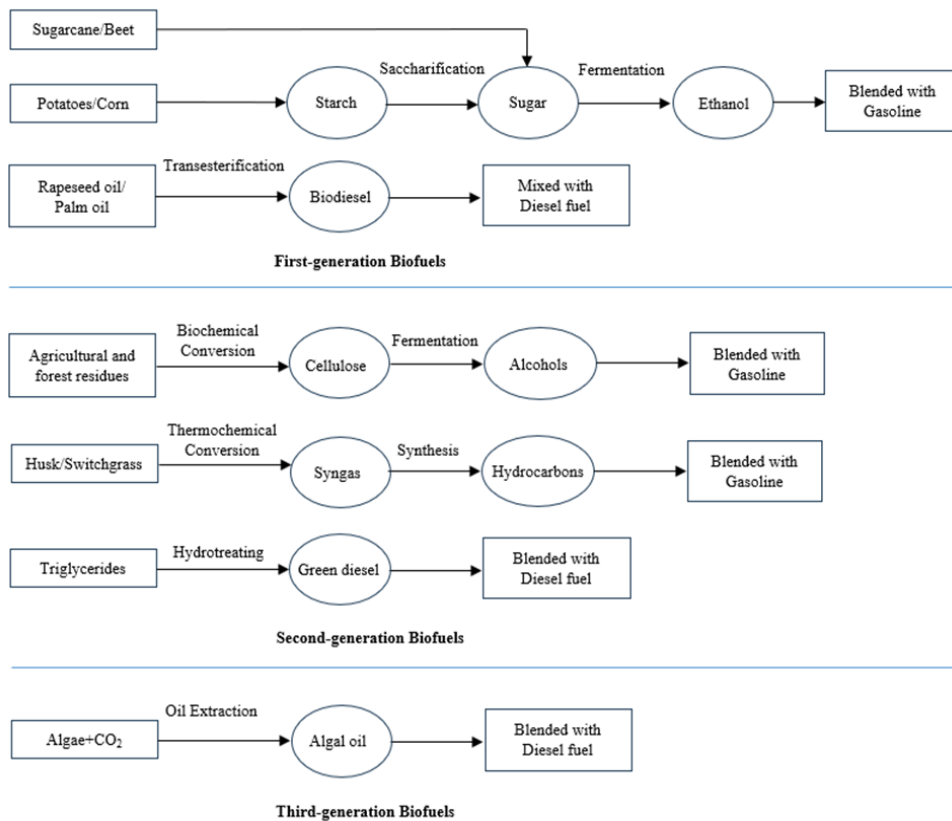 Sugarcane/Beet
Saccharification
Fermentation
Potatoes/Corn
Starch
Sugar
Ethanol
Blended with
Gasoline
Transesterification
Rapeseed oil/
Palm oil
Biodiesel
Mixed with
Diesel fuel
First-generation Biofuels
Biochemical
Conversion
Fermentation
Agricultural and
forest residues
Cellulose
Alcohols
Blended with
Gasoline
Thermochemical
Conversion
Synthesis
Husk/Switchgrass
Syngas
Hydrocarbons
Blended with
Gasoline
Hydrotreating
Triglycerides
Green diesel
Blended with
Diesel fuel
Second-generation Biofuels
Oil Extraction
Algae+CO₂
Algal oil
Blended with
Diesel fuel
Third-generation Biofuels